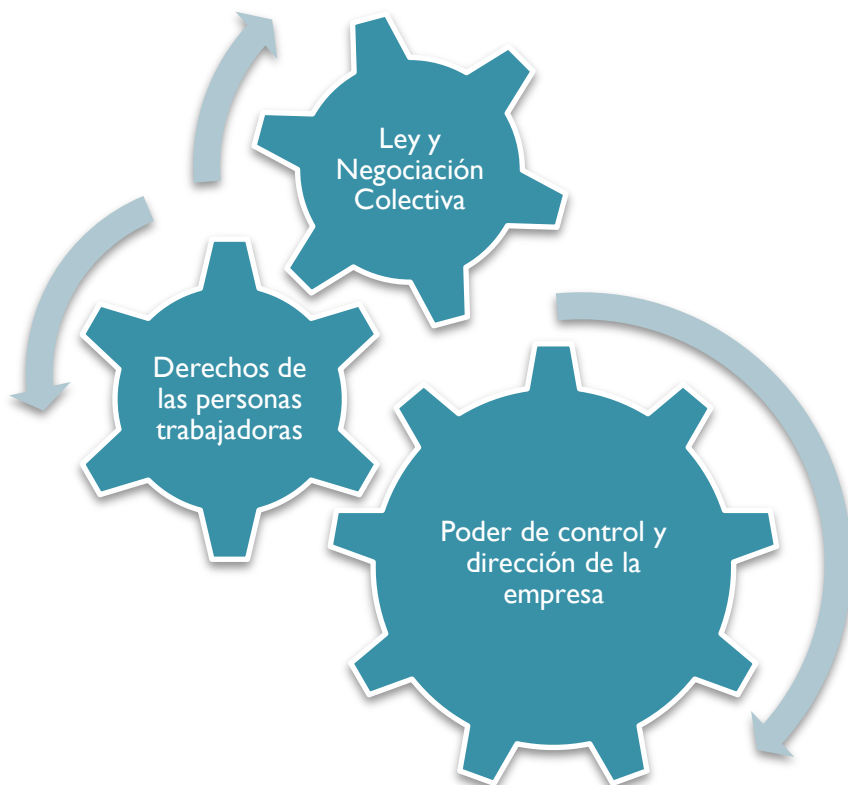 Ley y
Negociación
Colectiva
Derechos de
las personas
trabajadoras
Poder de control y
dirección de la
empresa